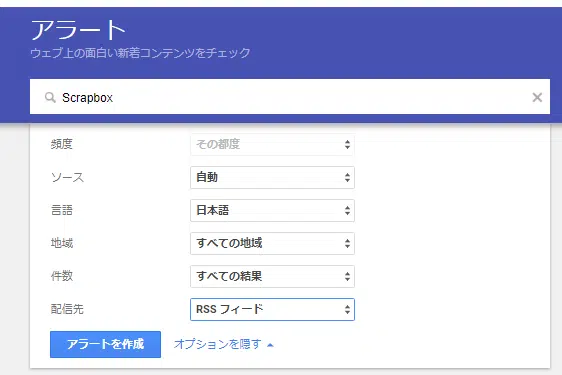 アラート
ウェブ上の面白い新着コンテンツをチェック
Scrapbox
頻度 その都度
ソース 自動
言語 日本語
地域 すべての地域
件数 すべての結果
配信先 RSS フィード
アラートを作成 オプションを隠す